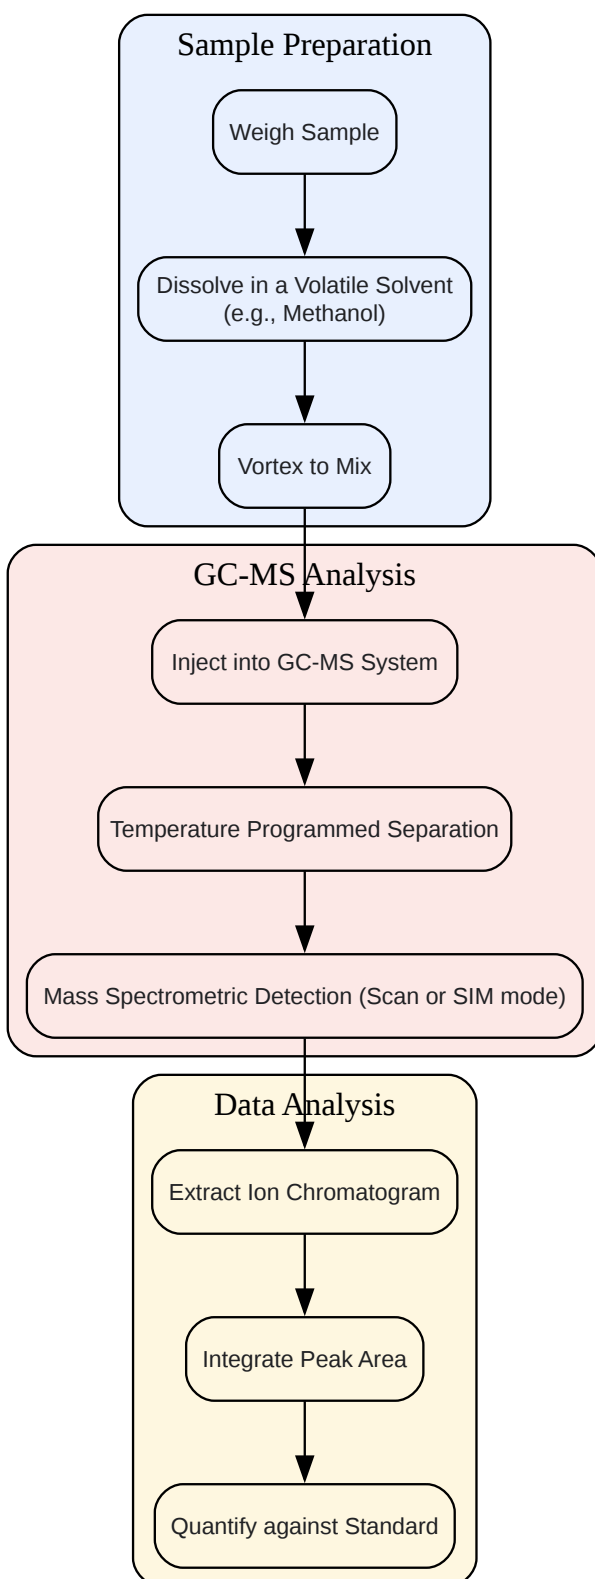 Sample Preparation
Weigh Sample
Dissolve in a Volatile Solvent
(e.g., Methanol)
Vortex to Mix
GC-MS Analysis
Inject into GC-MS System
Temperature Programmed Separation
Mass Spectrometric Detection (Scan or SIM mode)
Data Analysis
Extract Ion Chromatogram
Integrate Peak Area
Quantify against Standard